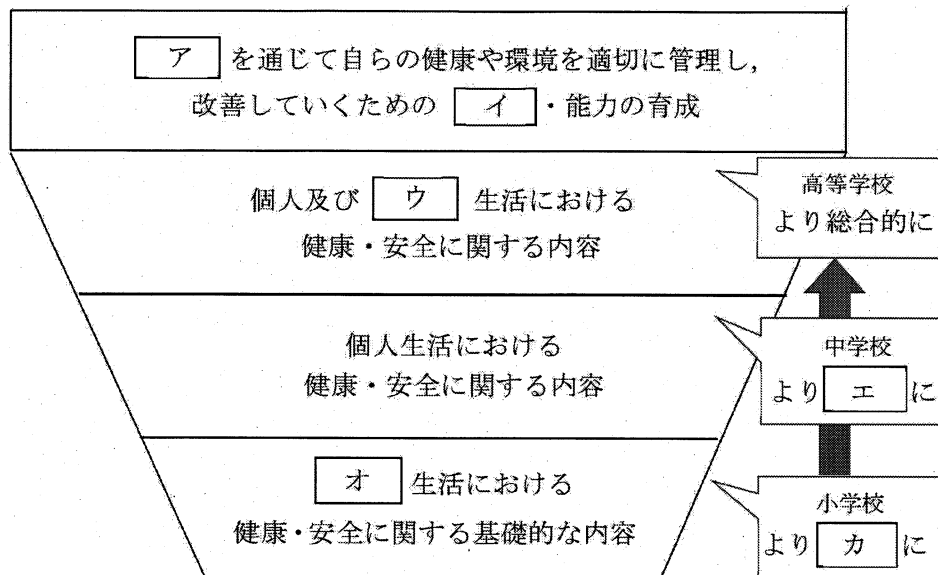 ア を通じて自らの健康や環境を適切に管理し,
改善していくための イ ・能力の育成
個人及び ウ 生活における
健康・安全に関する内容
高等学校
より総合的に
個人生活における
健康・安全に関する内容
中学校
より エ に
オ 生活における
健康・安全に関する基礎的な内容
小学校
より カ に